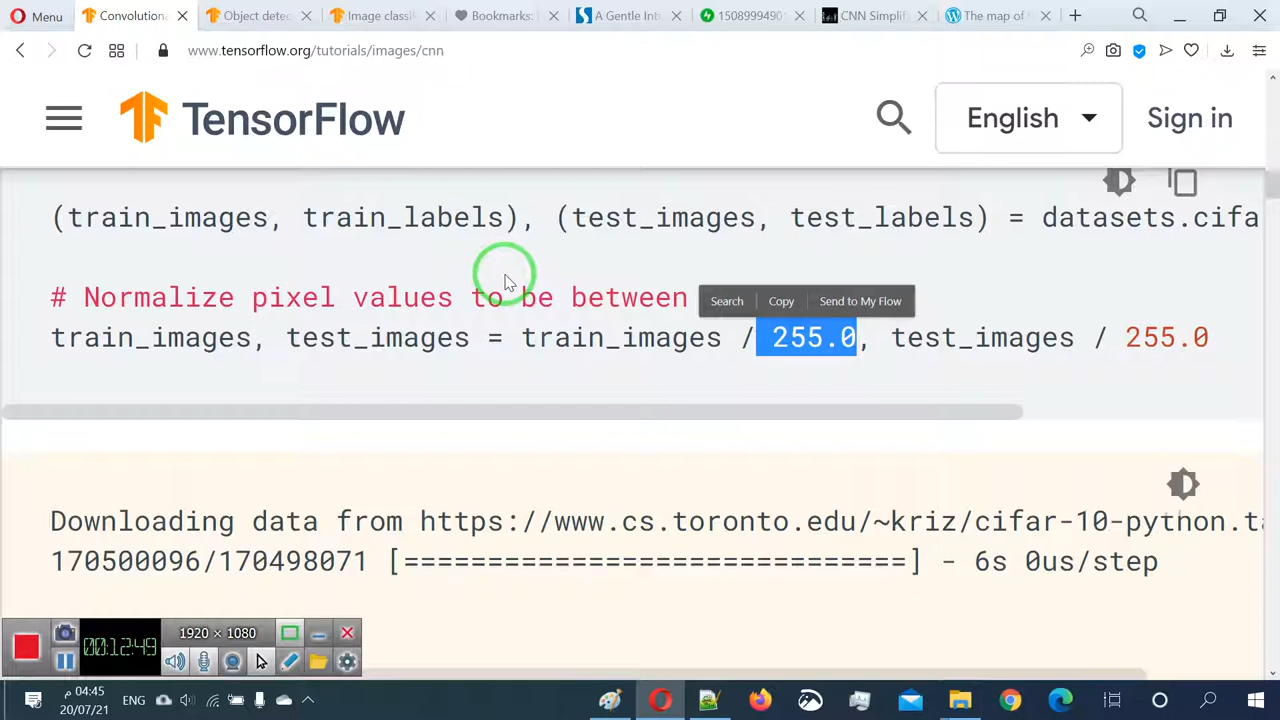 Menu
Convolutiona
Object detec
Image classif
Bookmarks:
A Gentle Int
1508999490
CNN Simpli
The map of
www.tensorflow.org/tutorials/images/cnn
TensorFlow
English
Sign in
(train_images, train_labels), (test_images, test_labels) = datasets.cifa
# Normalize pixel values to be between
Search Copy Send to My Flow
train_images, test_images = train_images / 255.0, test_images / 255.0
Downloading data from https://www.cs.toronto.edu/~kriz/cifar-10-python.ta
170500096/170498071 [==============================] - 6s 0us/step
00:12:49
1920 × 1080
ENG
04:45 م
20/07/21